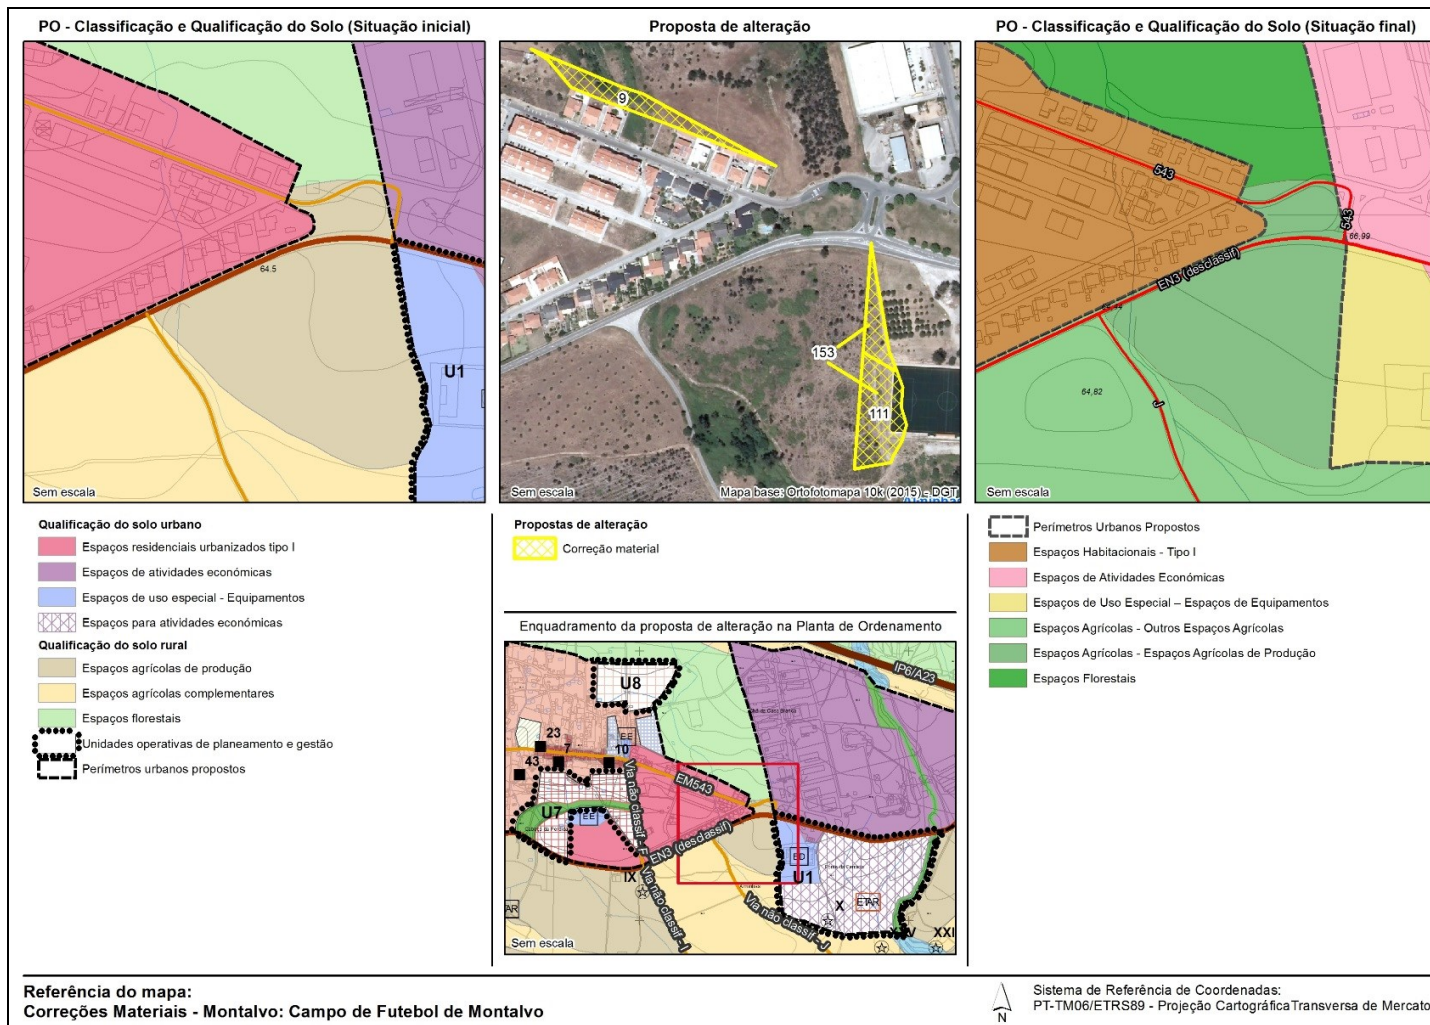 PO - Classificação e Qualificação do Solo (Situação inicial)
64.5
U1
Sem escala
Proposta de alteração
9
153
111
Sem escala
Mapa base: Ortofotomapa 10k (2015) - DGT
PO - Classificação e Qualificação do Solo (Situação final)
543
543
66,99
EN3 (desclássif)
64,82
J
Sem escala
Qualificação do solo urbano
Espaços residenciais urbanizados tipo I
Espaços de atividades económicas
Espaços de uso especial - Equipamentos
Espaços para atividades económicas
Qualificação do solo rural
Espaços agrícolas de produção
Espaços agrícolas complementares
Espaços florestais
Unidades operativas de planeamento e gestão
Perímetros urbanos propostos
Propostas de alteração
Correção material
Enquadramento da proposta de alteração na Planta de Ordenamento
IP6/A23
U8
23
7
10
43
EE
EM543
U7
EE
EN3 (desclássif)
IX
ED
U1
X
ETAR
Via não classif - I
Via não classif - J
XXI
Sem escala
Perímetros Urbanos Propostos
Espaços Habitacionais - Tipo I
Espaços de Atividades Económicas
Espaços de Uso Especial – Espaços de Equipamentos
Espaços Agrícolas - Outros Espaços Agrícolas
Espaços Agrícolas - Espaços Agrícolas de Produção
Espaços Florestais
Referência do mapa:
Correções Materiais - Montalvo: Campo de Futebol de Montalvo
N
Sistema de Referência de Coordenadas:
PT-TM06/ETRS89 - Projeção Cartográfica Transversa de Mercato